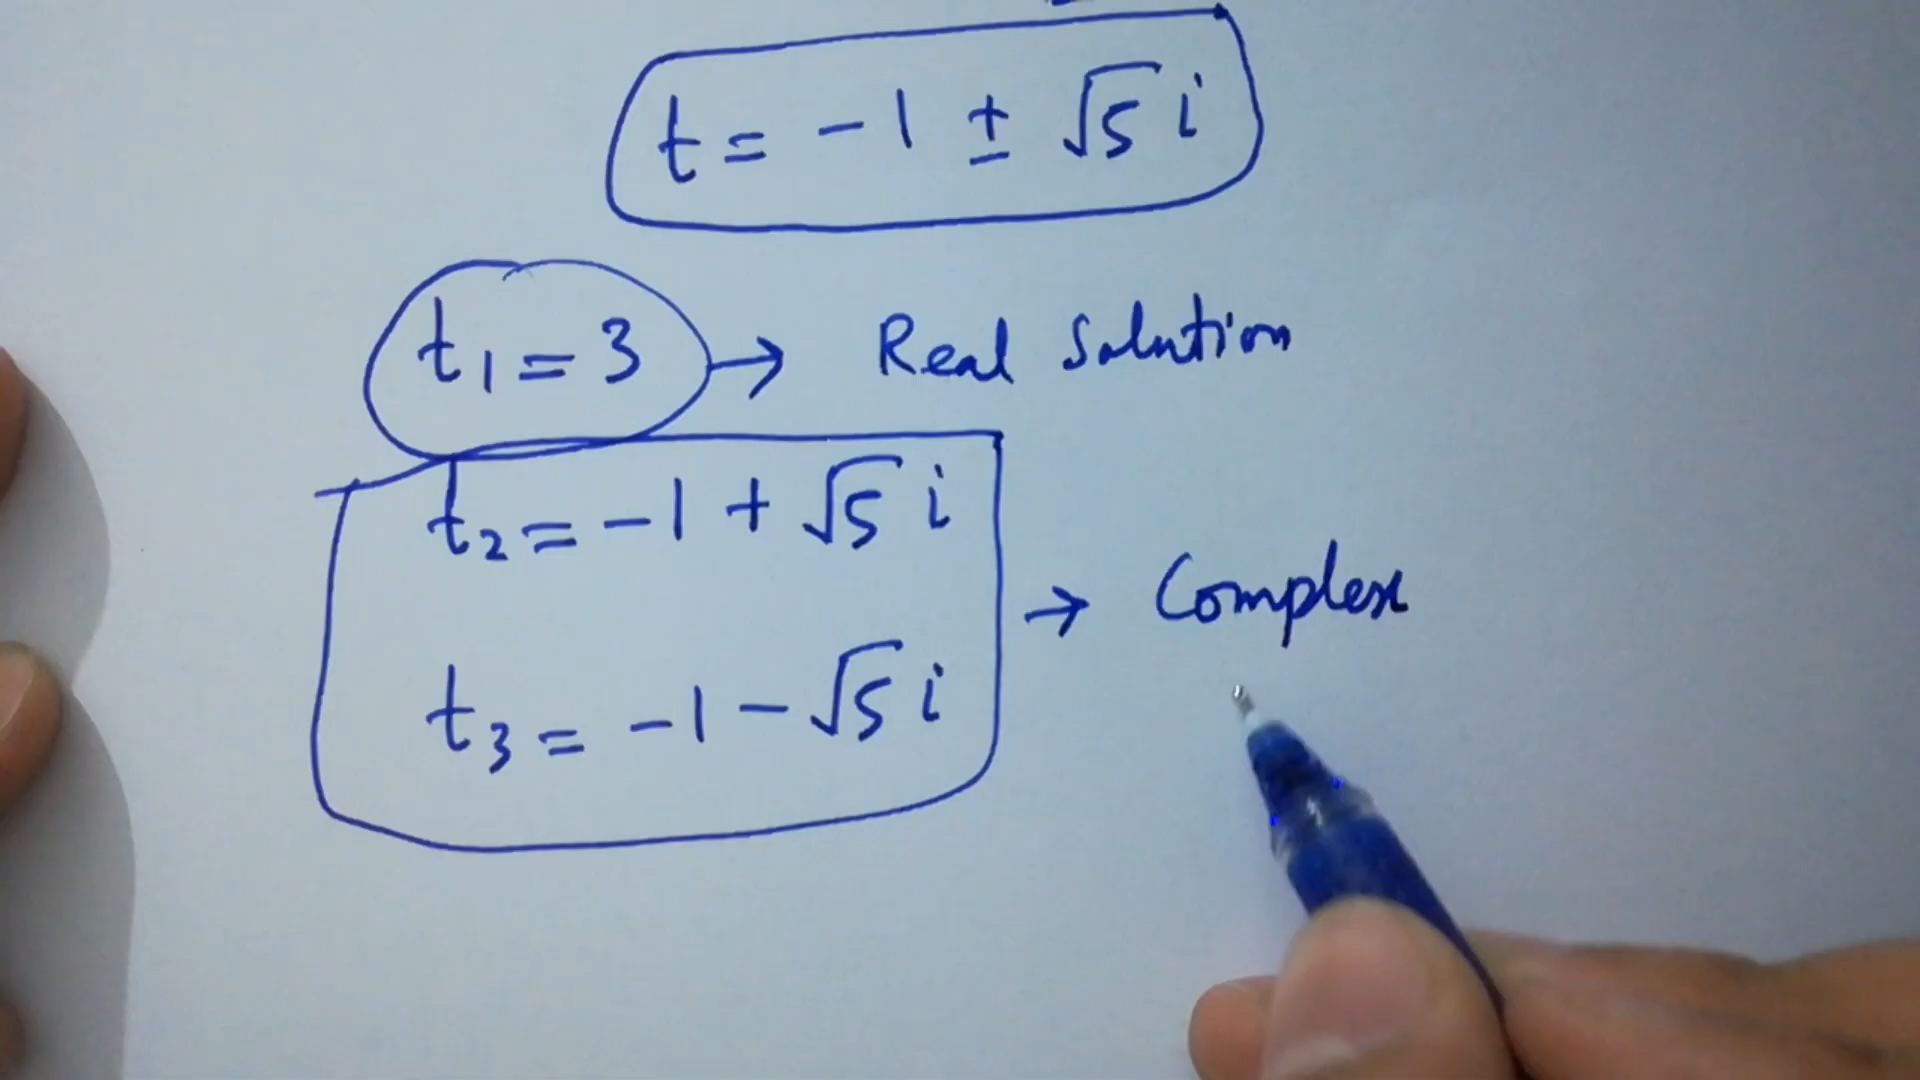 t = -1 ± √5 i
t₁ = 3 → Real Solution
t₂ = -1 + √5 i
→ Complex
t₃ = -1 - √5 i